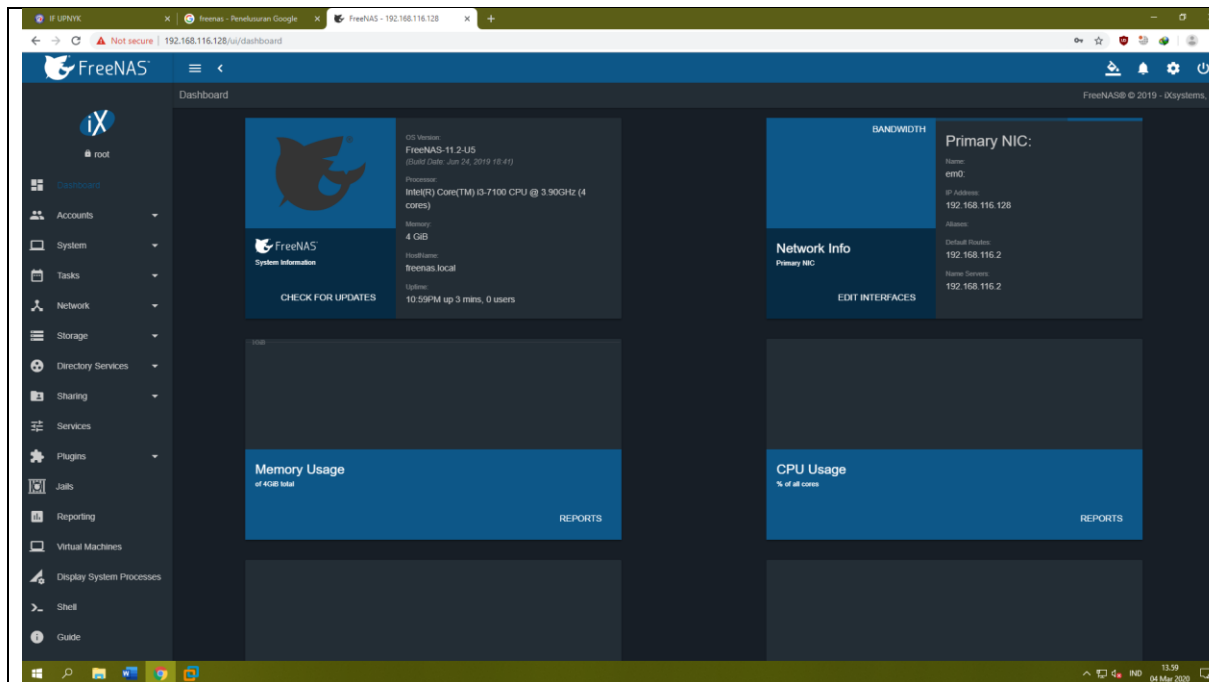 IF UPNYK
freenas - Penelusuran Google
FreeNAS - 192.168.116.128
Not secure | 192.168.116.128/ui/dashboard
FreeNAS
Dashboard
FreeNAS® © 2019 - iXsystems,
iX
root
Dashboard
Accounts
System
Tasks
Network
Storage
Directory Services
Sharing
Services
Plugins
Jails
Reporting
Virtual Machines
Display System Processes
Shell
Guide
FreeNAS
System Information
CHECK FOR UPDATES
OS Version:
FreeNAS-11.2-U5
(Build Date: Jun 24, 2019 18:41)
Processor:
Intel(R) Core(TM) i3-7100 CPU @ 3.90GHz (4
cores)
Memory:
4 GiB
HostName:
freenas.local
Uptime:
10:59PM up 3 mins, 0 users
BANDWIDTH
Network Info
Primary NIC
EDIT INTERFACES
Primary NIC:
Name:
em0:
IP Address:
192.168.116.128
Aliases:
Default Routes:
192.168.116.2
Name Servers:
192.168.116.2
Memory Usage
of 4GiB total
REPORTS
CPU Usage
% of all cores
REPORTS
IND
13.59
04 Mar 2020